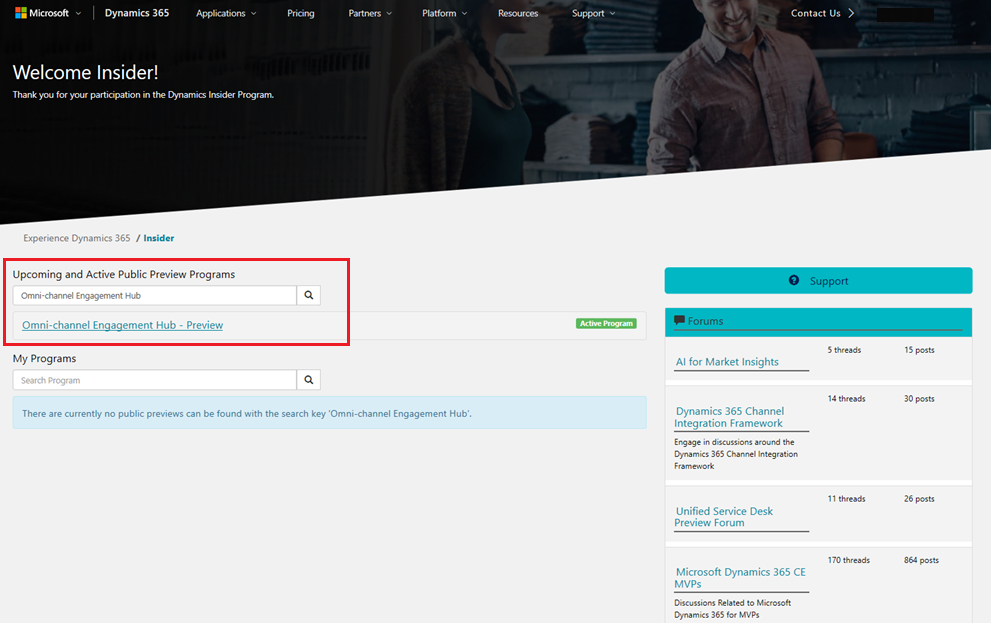 Microsoft Dynamics 365 Applications Pricing Partners Platform Resources Support Contact Us
Welcome Insider!
Thank you for your participation in the Dynamics Insider Program.
Experience Dynamics 365 / Insider
Upcoming and Active Public Preview Programs
Omni-channel Engagement Hub
Omni-channel Engagement Hub - Preview Active Program
My Programs
Search Program
There are currently no public previews can be found with the search key 'Omni-channel Engagement Hub'.
Support
Forums
AI for Market Insights 5 threads 15 posts
Dynamics 365 Channel 14 threads 30 posts
Integration Framework
Engage in discussions around the
Dynamics 365 Channel Integration
Framework
Unified Service Desk 11 threads 26 posts
Preview Forum
Microsoft Dynamics 365 CE 170 threads 864 posts
MVPs
Discussions Related to Microsoft
Dynamics 365 for MVPs